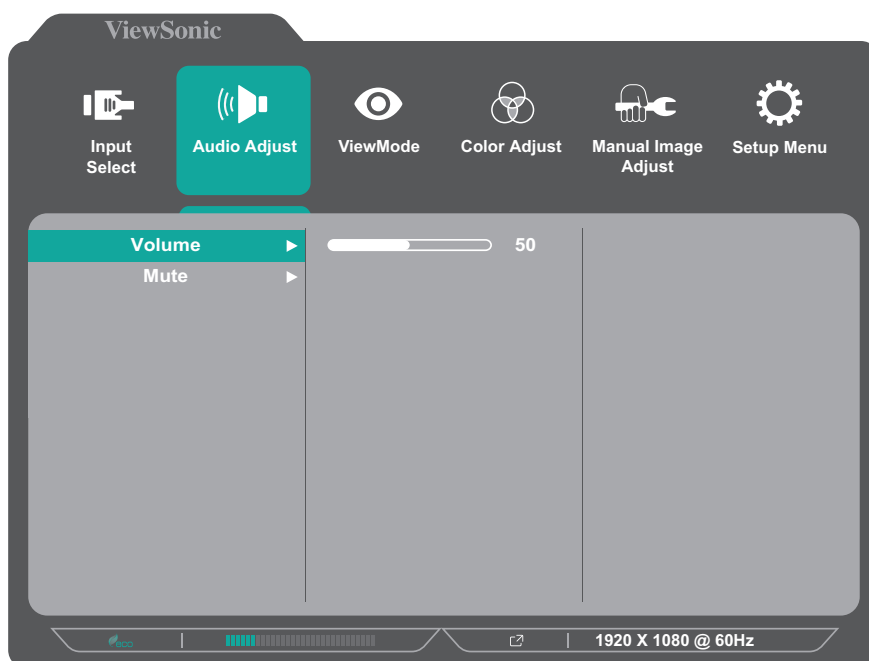 ViewSonic
Input
Select
Audio Adjust
ViewMode
Color Adjust
Manual Image
Adjust
Setup Menu
Volume
50
Mute
eco
1920 X 1080 @ 60Hz